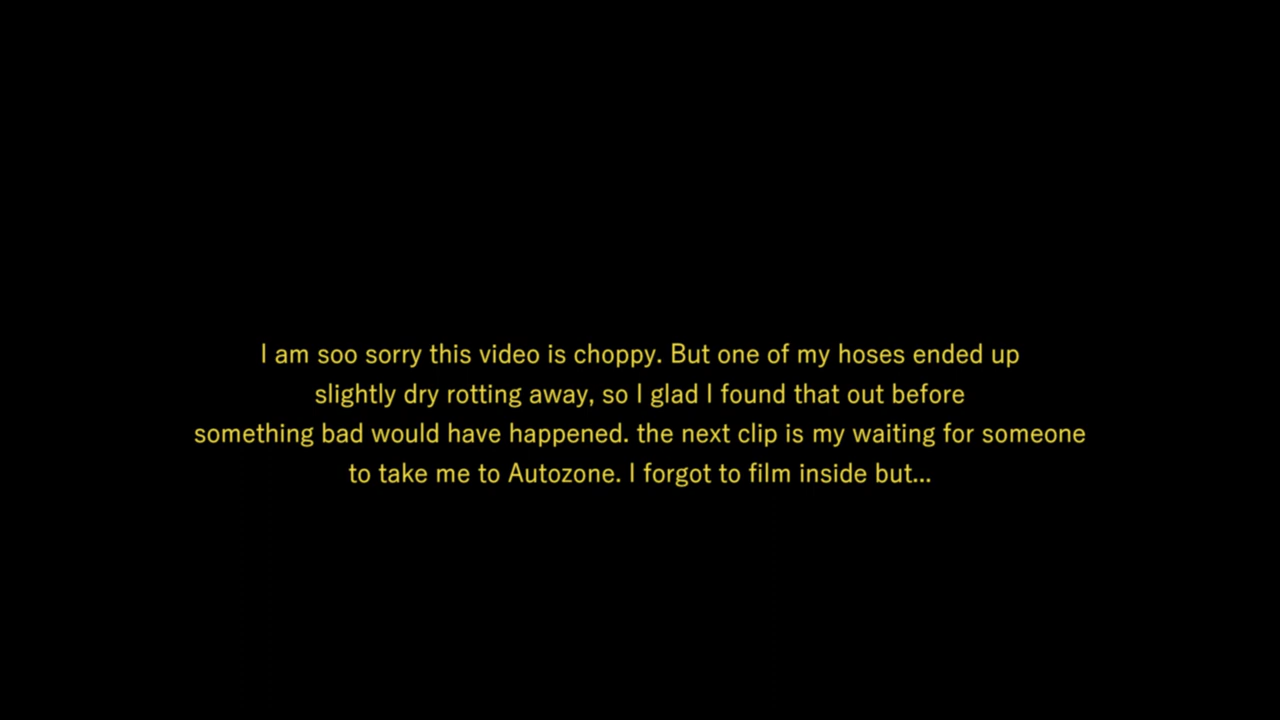 I am soo sorry this video is choppy. But one of my hoses ended up
slightly dry rotting away, so I glad I found that out before
something bad would have happened. the next clip is my waiting for someone
to take me to Autozone. I forgot to film inside but...